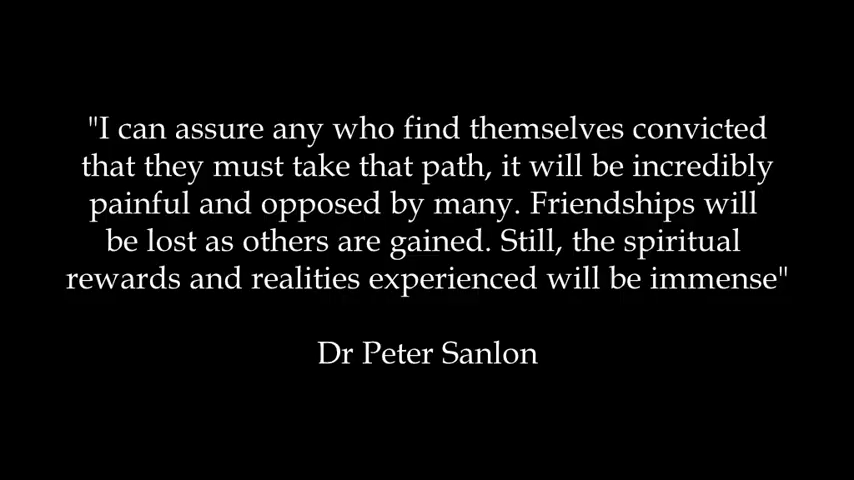 "I can assure any who find themselves convicted
that they must take that path, it will be incredibly
painful and opposed by many. Friendships will
be lost as others are gained. Still, the spiritual
rewards and realities experienced will be immense"
Dr Peter Sanlon